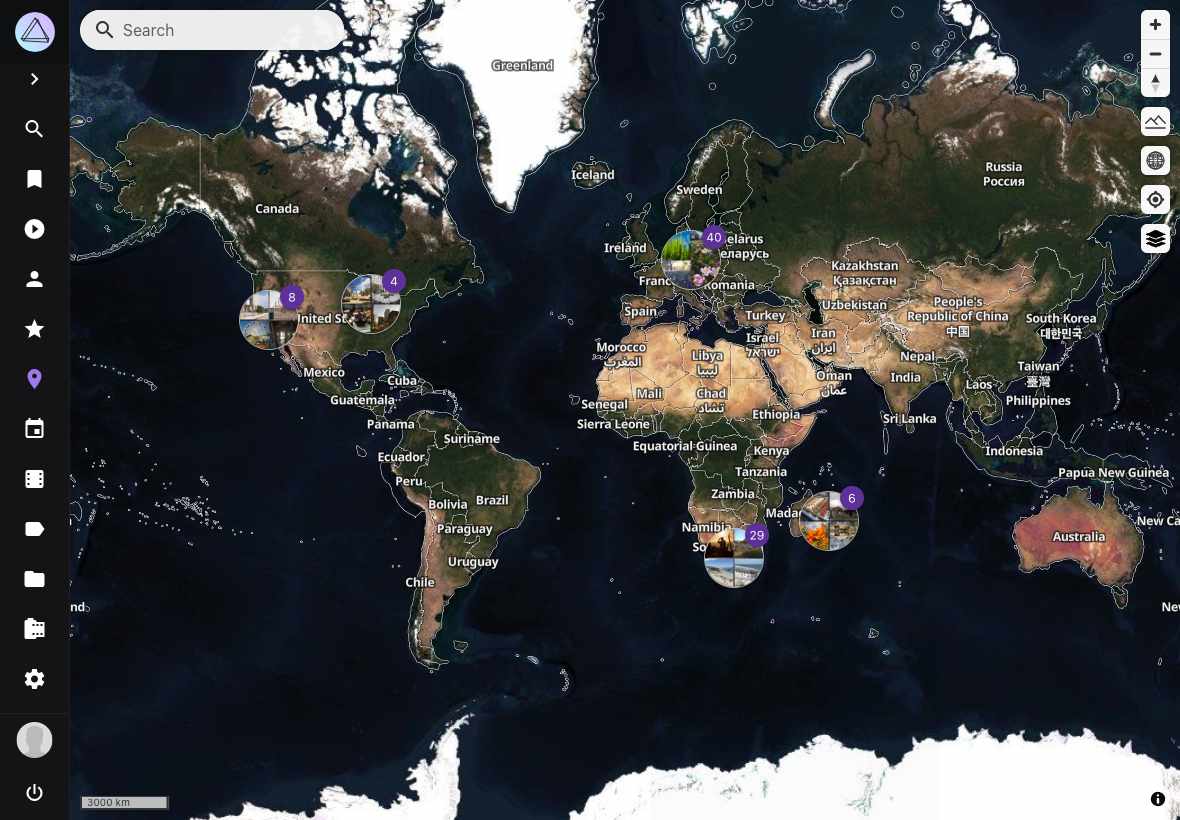 Search
Greenland
Iceland
Russia
Россия
Sweden
Canada
Ireland
40
elarus
еларусь
Kazakhstan
Қазақстан
Franc
omania
4
8
nited St
Spain
Turkey
Uzbekistan
People's
Republic of China
中国
South Korea
대한민국
Israel
ישראל
Iran
ایران
Morocco
المغرب
Libya
ليبيا
Nepal
Mexico
Cuba
Oman
عمان
India
Taiwan
臺灣
Laos
Guatemala
Mali
Chad
تشاد
Philippines
Senegal
Ethiopia
Panama
Sierra Leone
Sri Lanka
Suriname
Equatorial Guinea
Kenya
Indonesia
Ecuador
Tanzania
Papua New Guinea
Peru
Bolivia
Brazil
Zambia
6
Mada
New Ca
Paraguay
Namibia
29
Australia
So
Uruguay
Chile
nd
New
3000 km